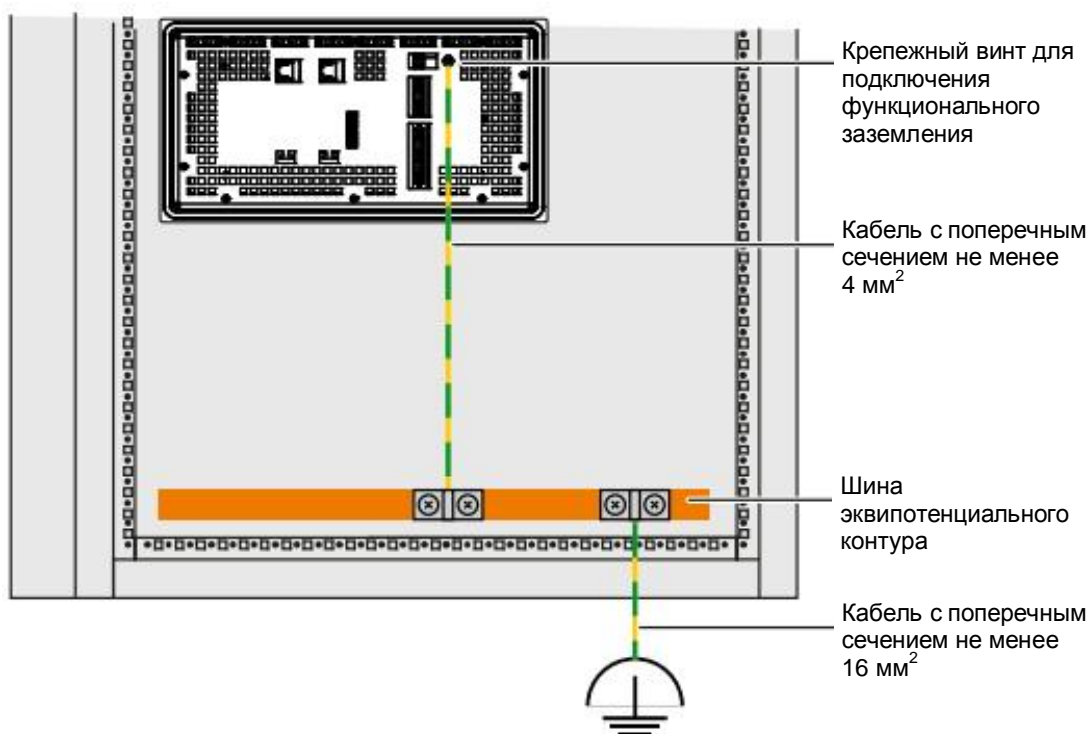 Крепежный винт для
подключения
функционального
заземления
Кабель с поперечным
сечением не менее
4 мм²
Шина
эквипотенциального
контура
Кабель с поперечным
сечением не менее
16 мм²